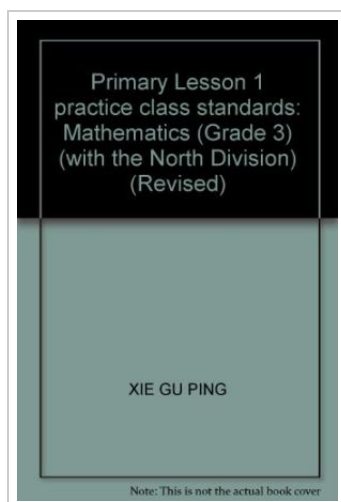 Primary Lesson 1
practice class standards:
Mathematics (Grade 3)
(with the North Division)
(Revised)
XIE GU PING
Note: This is not the actual book cover